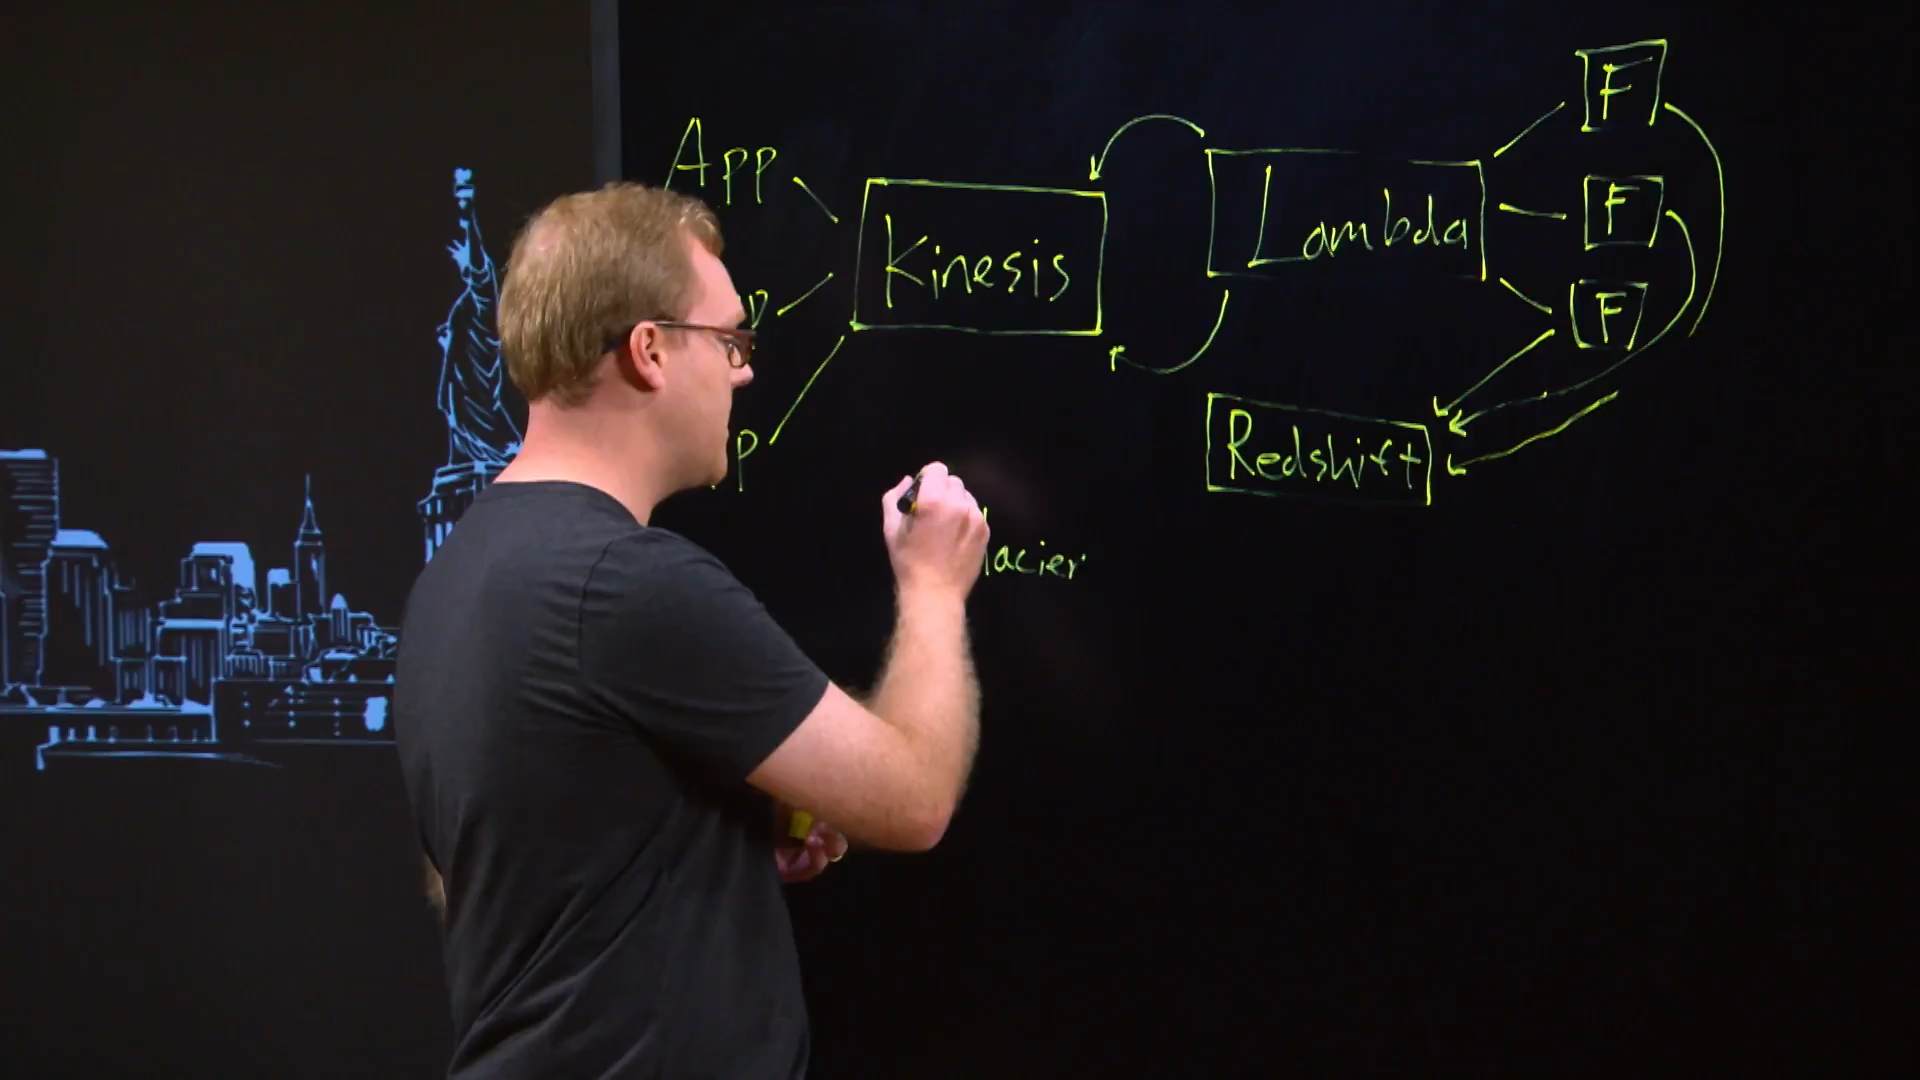 App
Kinesis
Lambda
F
F
F
p
p
Redshift
lacier